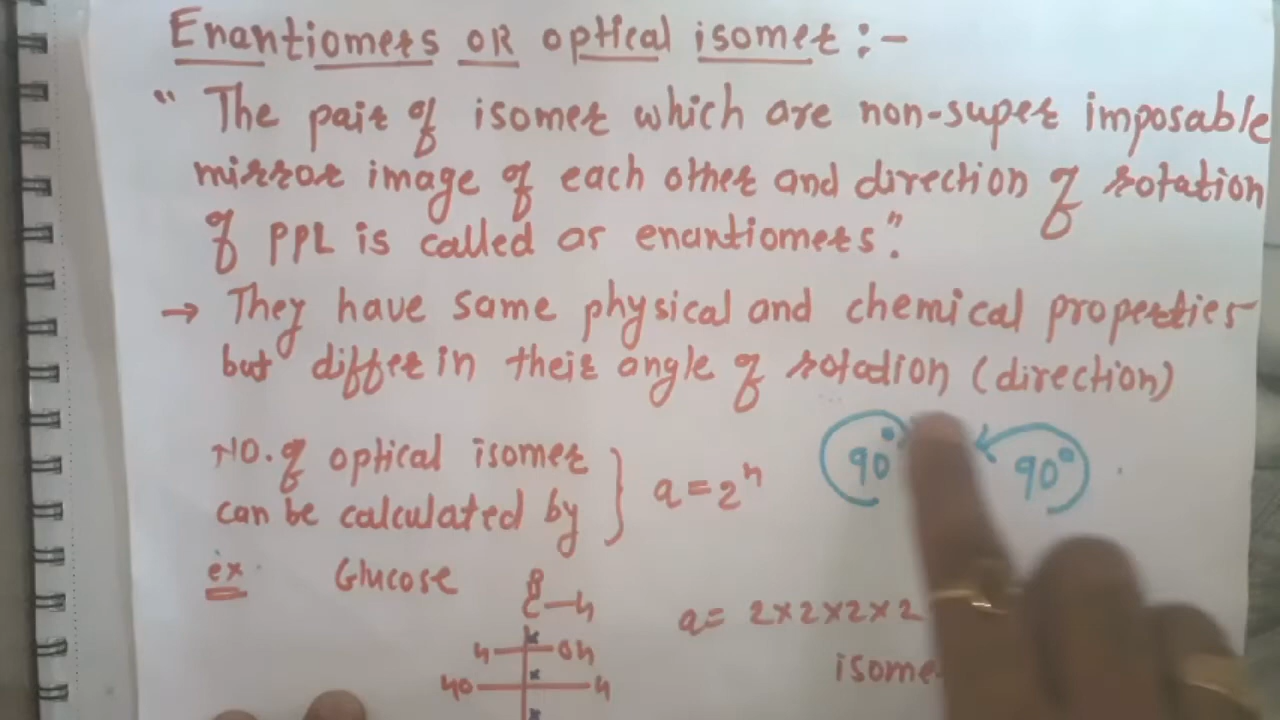 Enantiomers OR optical isomer :-
" The pair of isomer which are non-super imposable
mirror image of each other and direction of rotation
of PPL is called as enantiomers".
→ They have same physical and chemical properties
but differ in their angle of rotation (direction)
NO. of optical isomer
can be calculated by } a = 2ⁿ
90° 90°
ex. Glucose
C—H
H OH
HO H
a = 2×2×2×2